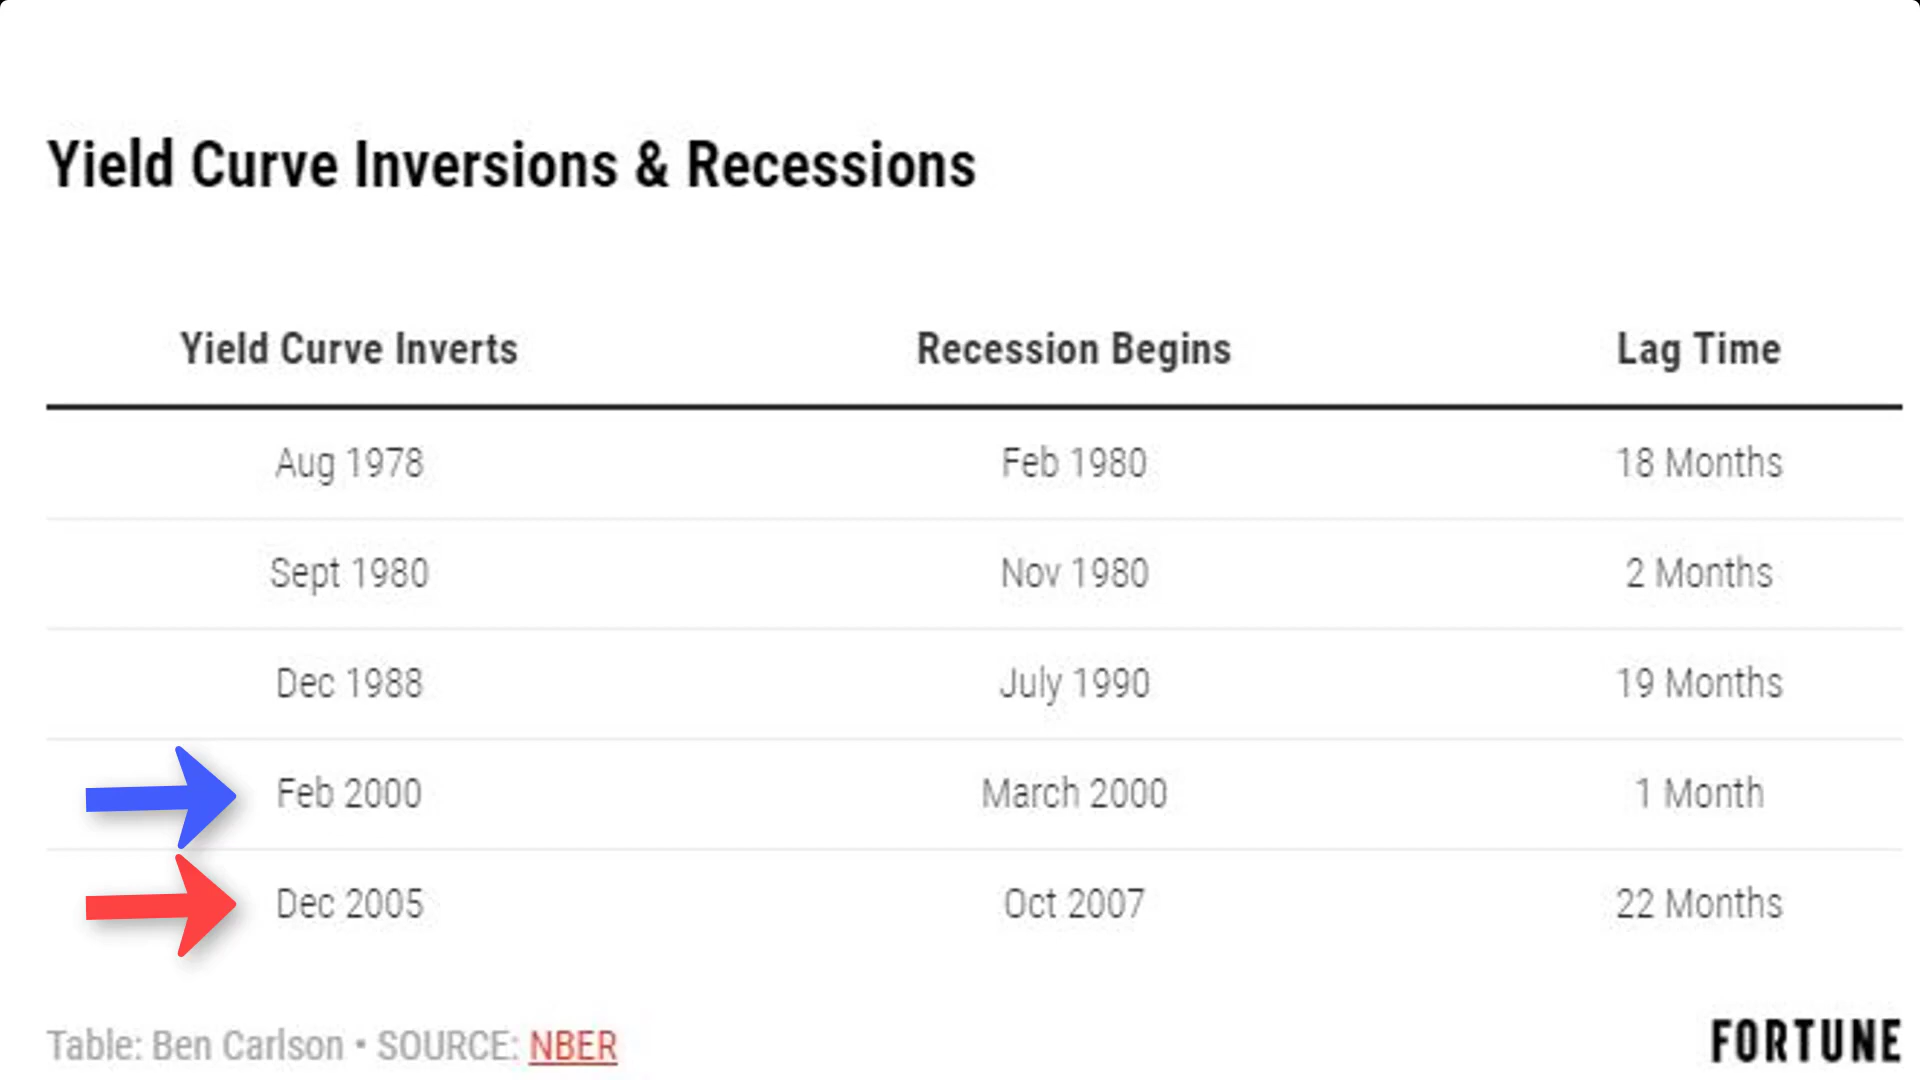 Yield Curve Inversions & Recessions
Yield Curve Inverts Recession Begins Lag Time
Aug 1978 Feb 1980 18 Months
Sept 1980 Nov 1980 2 Months
Dec 1988 July 1990 19 Months
Feb 2000 March 2000 1 Month
Dec 2005 Oct 2007 22 Months
Table: Ben Carlson • SOURCE: NBER
FORTUNE